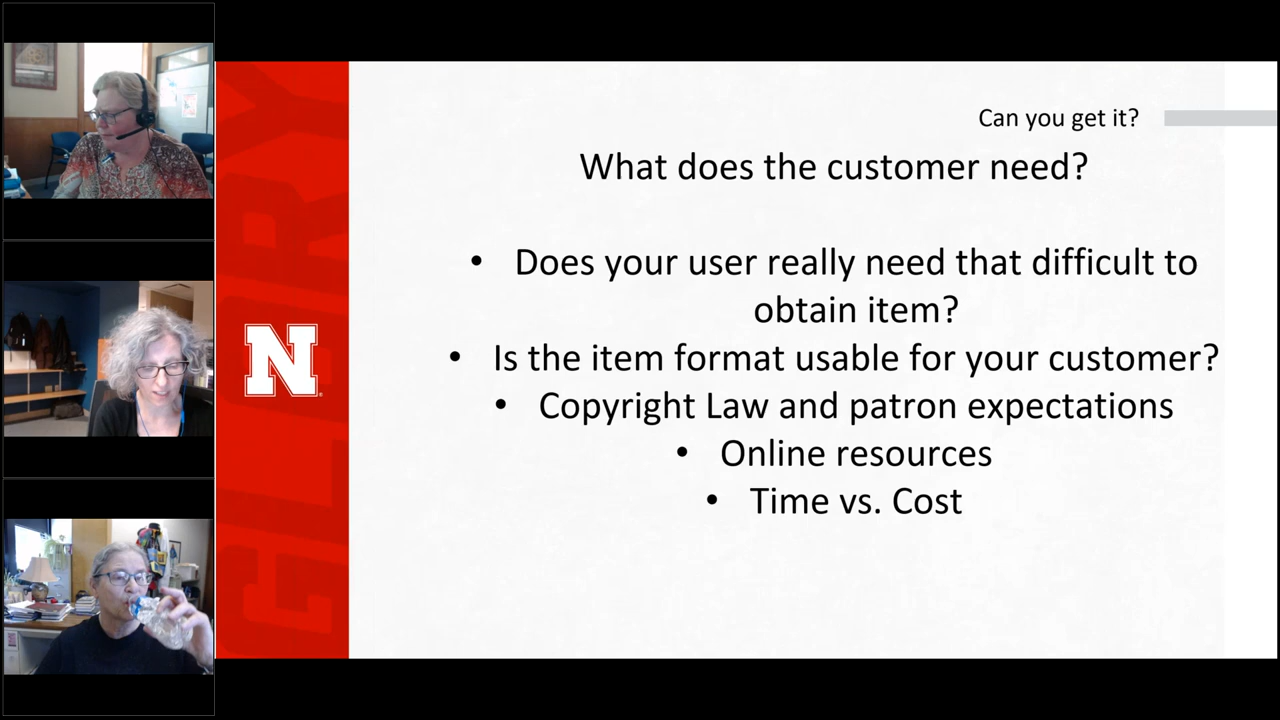 Can you get it?
What does the customer need?
• Does your user really need that difficult to
obtain item?
• Is the item format usable for your customer?
• Copyright Law and patron expectations
• Online resources
• Time vs. Cost
GLORY
N